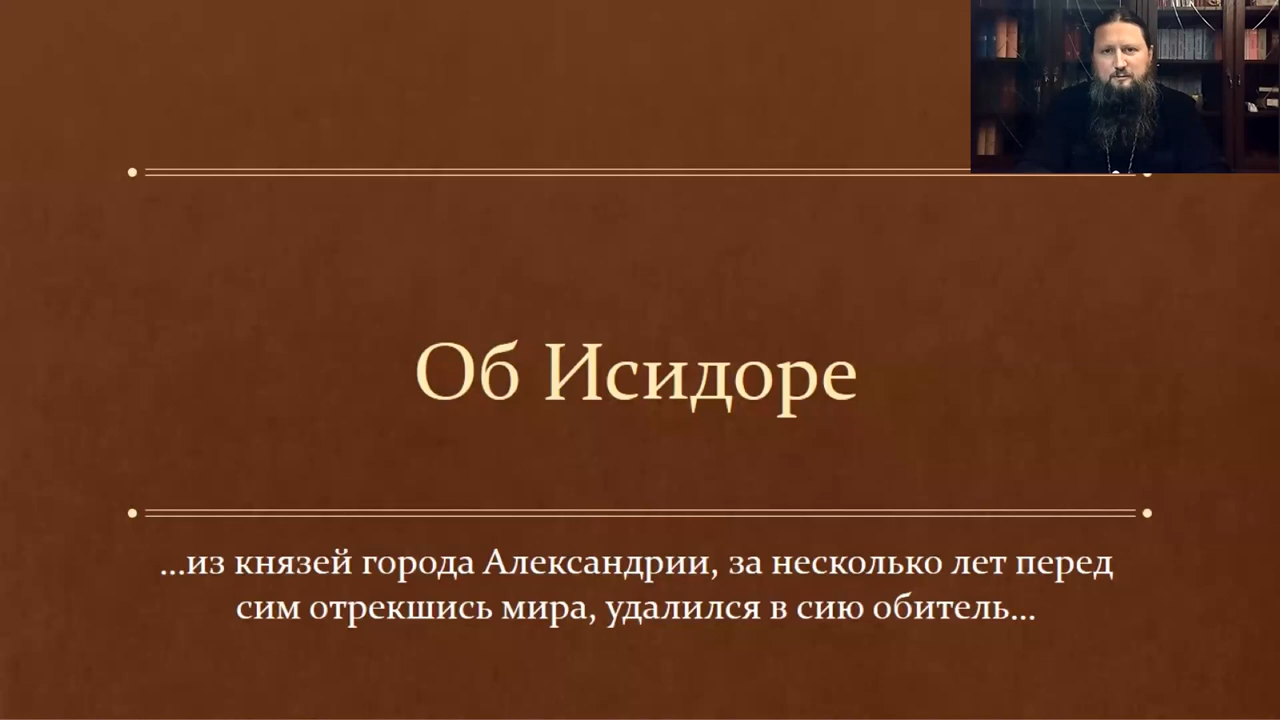 Об Исидоре
...из князей города Александрии, за несколько лет перед
сим отрекшись мира, удалился в сию обитель...